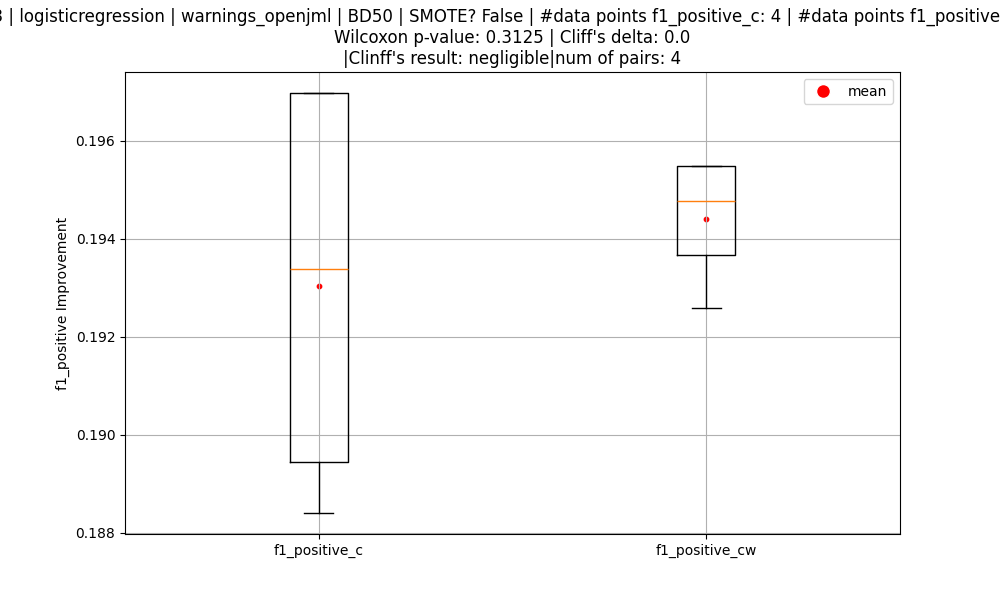 | logisticregression | warnings_openjml | BD50 | SMOTE? False | #data points f1_positive_c: 4 | #data points f1_positive
Wilcoxon p-value: 0.3125 | Cliff's delta: 0.0
|Clinff's result: negligible|num of pairs: 4
mean
0.196
0.194
0.192
0.190
0.188
f1_positive Improvement
f1_positive_c
f1_positive_cw